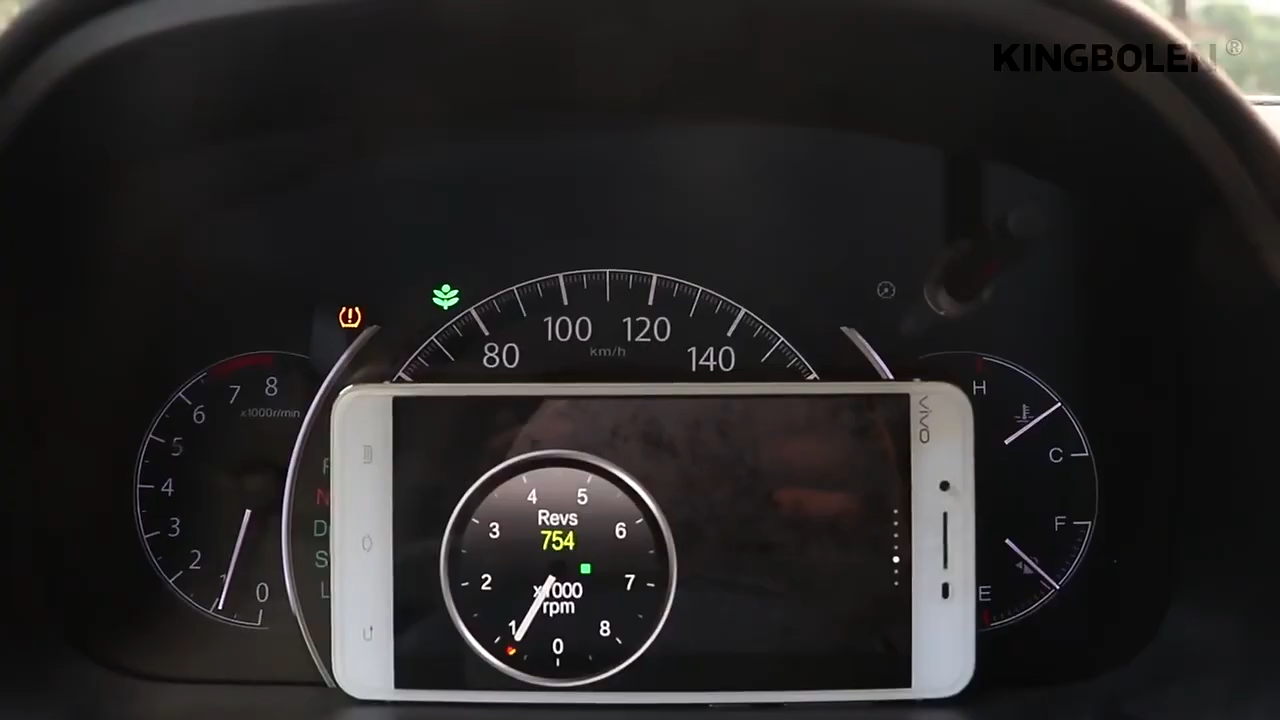 KINGBOLEN ®
80 100 120 140
km/h
8
7
6
5
4
3
2
1
0
x1000r/min
N
D
S
L
H
C
F
E
vivo
4 5
3 6
2 7
1 8
0
Revs
754
x1000
rpm